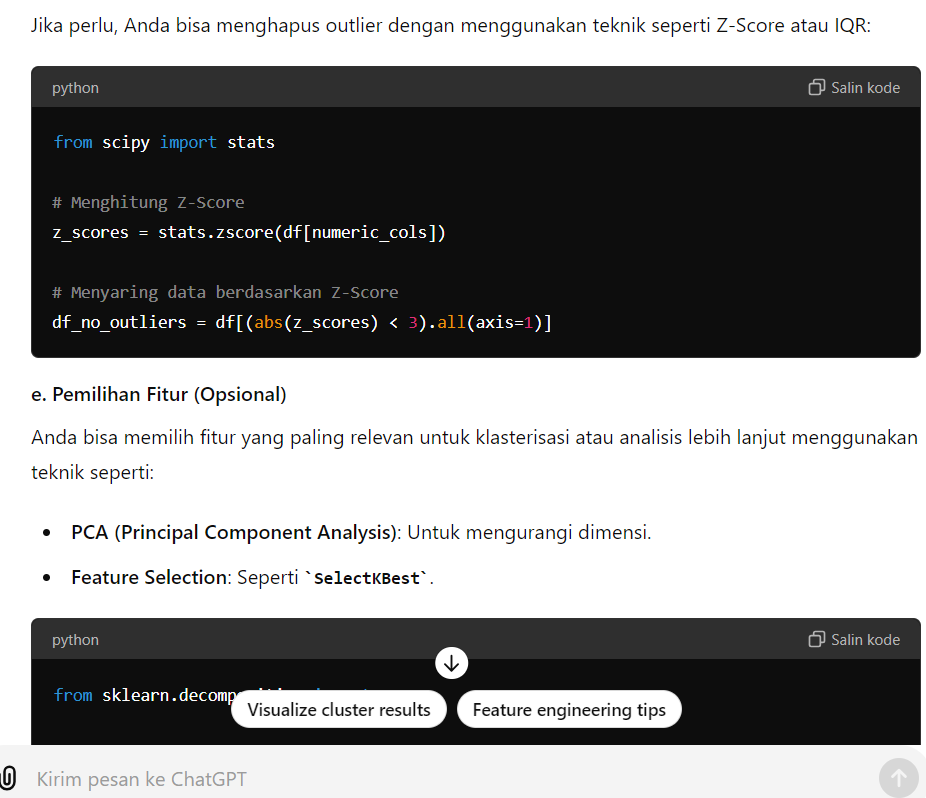 Jika perlu, Anda bisa menghapus outlier dengan menggunakan teknik seperti Z-Score atau IQR:
python
Salin kode
from scipy import stats
# Menghitung Z-Score
z_scores = stats.zscore(df[numeric_cols])
# Menyaring data berdasarkan Z-Score
df_no_outliers = df[(abs(z_scores) < 3).all(axis=1)]
e. Pemilihan Fitur (Opsional)
Anda bisa memilih fitur yang paling relevan untuk klasterisasi atau analisis lebih lanjut menggunakan
teknik seperti:
• PCA (Principal Component Analysis): Untuk mengurangi dimensi.
• Feature Selection: Seperti `SelectKBest`.
python
Salin kode
from
Visualize cluster results
Feature engineering tips
Kirim pesan ke ChatGPT